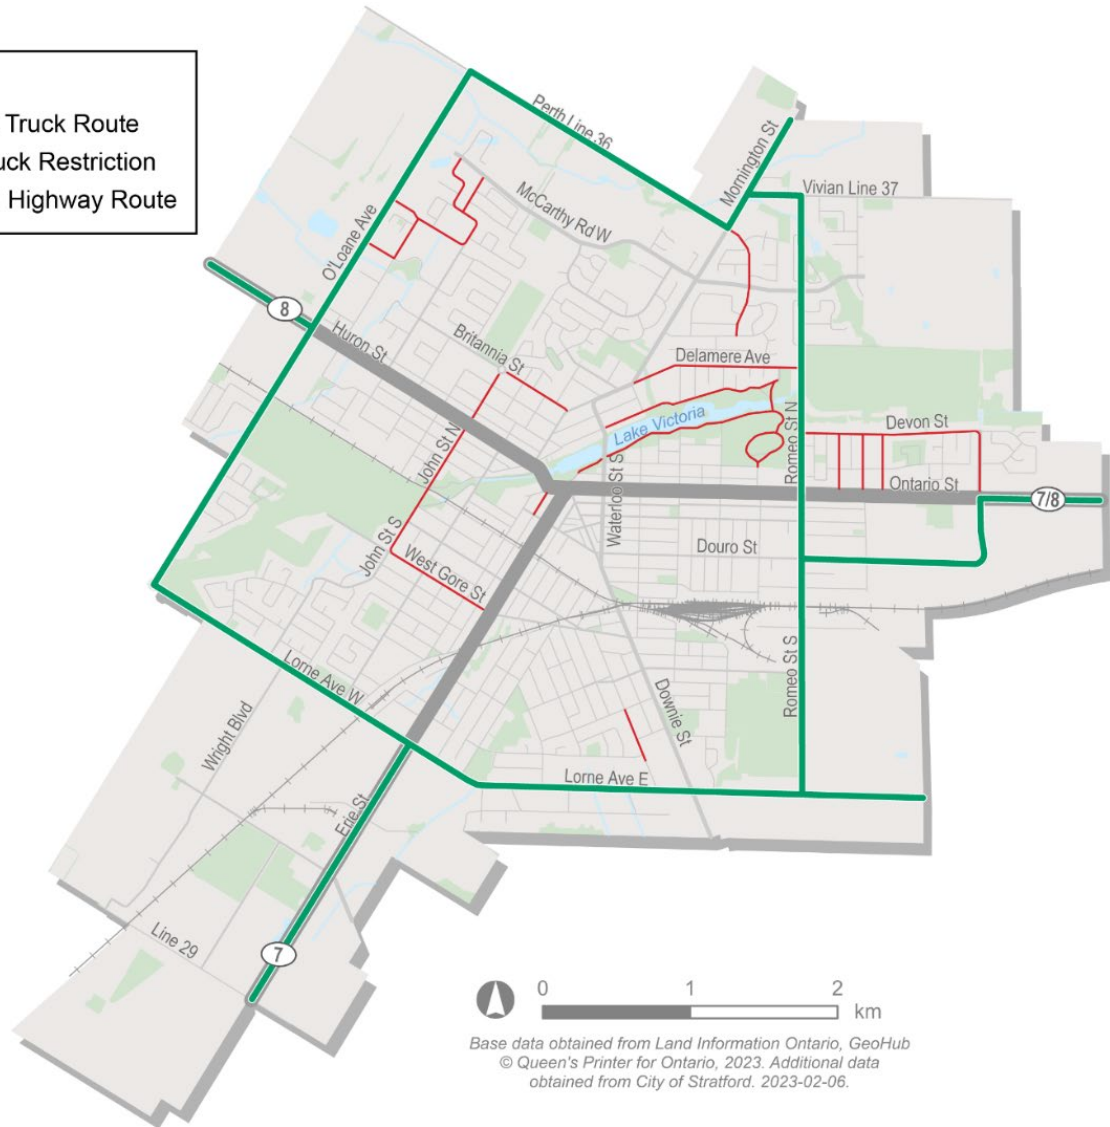 Truck Route
uck Restriction
Highway Route
Perth Line 36
Mornington St
Vivian Line 37
McCarthy Rd W
O'Loane Ave
8
Huron St
Britannia St
Delamere Ave
Lake Victoria
Romeo St N
Devon St
John St N
Waterloo St S
Ontario St
7/8
Douro St
John St S
West Gore St
Lorne Ave W
Romeo St S
Downie St
Wright Blvd
Lorne Ave E
Erie St
Line 29
7
0 1 2
km
Base data obtained from Land Information Ontario, GeoHub
© Queen's Printer for Ontario, 2023. Additional data
obtained from City of Stratford. 2023-02-06.